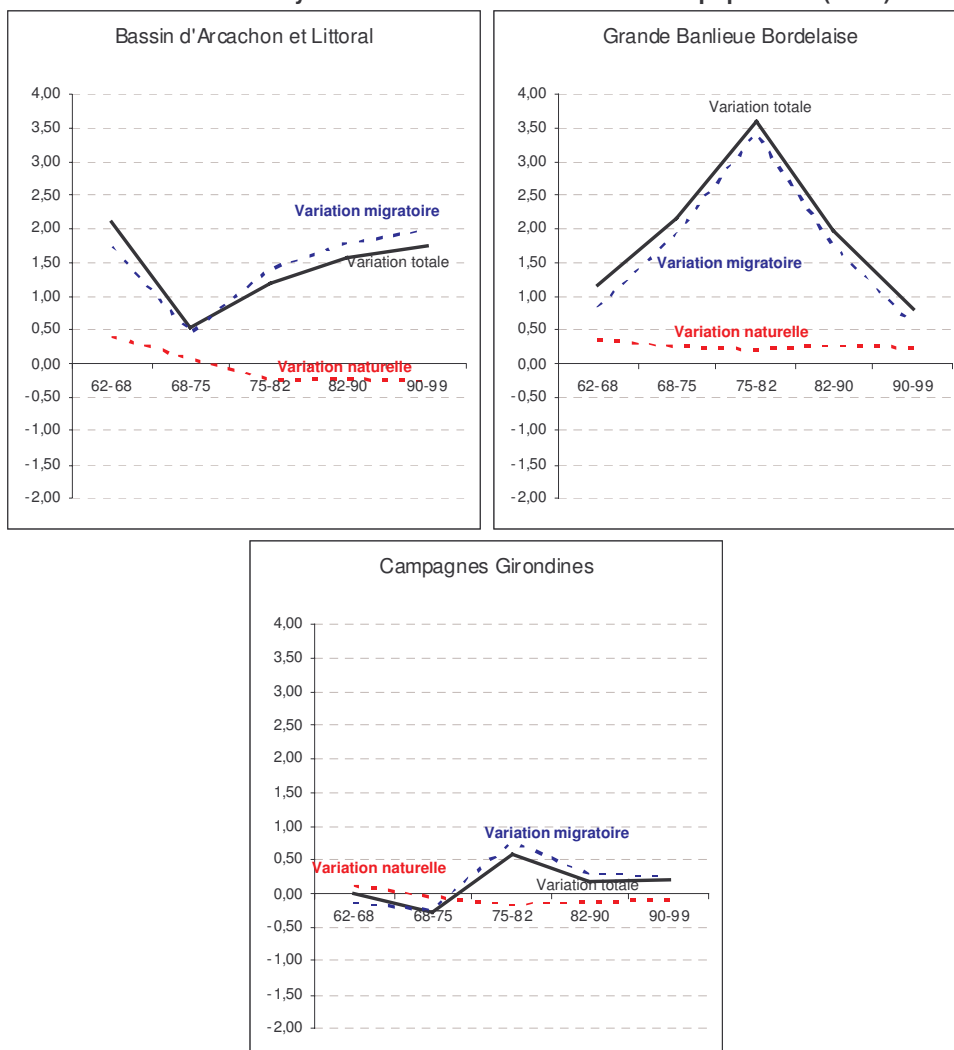 Bassin d'Arcachon et Littoral
4,00
3,50
3,00
2,50
2,00
1,50
1,00
0,50
0,00
-0,50
-1,00
-1,50
-2,00
62-68 68-75 75-82 82-90 90-99
Variation migratoire
Variation totale
Variation naturelle
Grande Banlieue Bordelaise
4,00
3,50
3,00
2,50
2,00
1,50
1,00
0,50
0,00
-0,50
-1,00
-1,50
-2,00
62-68 68-75 75-82 82-90 90-99
Variation totale
Variation migratoire
Variation naturelle
Campagnes Girondines
4,00
3,50
3,00
2,50
2,00
1,50
1,00
0,50
0,00
-0,50
-1,00
-1,50
-2,00
62-68 68-75 75-82 82-90 90-99
Variation migratoire
Variation naturelle
Variation totale